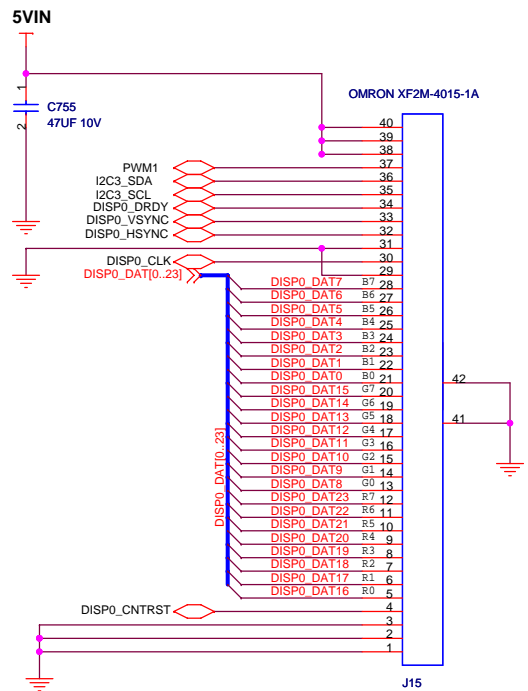 5VIN
OMRON XF2M-4015-1A
1
C755
47UF 10V
2
40
39
38
PWM1 37
I2C3_SDA 36
I2C3_SCL 35
DISP0_DRDY 34
DISP0_VSYNC 33
DISP0_HSYNC 32
31
DISP0_CLK 30
DISP0_DAT[0..23] 29
DISP0_DAT7 B7 28
DISP0_DAT6 B6 27
DISP0_DAT5 B5 26
DISP0_DAT4 B4 25
DISP0_DAT3 B3 24
DISP0_DAT2 B2 23
DISP0_DAT1 B1 22
DISP0_DAT0 B0 21
DISP0_DAT15 G7 20
DISP0_DAT14 G6 19
DISP0_DAT13 G5 18
DISP0_DAT12 G4 17
DISP0_DAT11 G3 16
DISP0_DAT10 G2 15
DISP0_DAT9 G1 14
DISP0_DAT8 G0 13
DISP0_DAT23 R7 12
DISP0_DAT22 R6 11
DISP0_DAT21 R5 10
DISP0_DAT20 R4 9
DISP0_DAT19 R3 8
DISP0_DAT18 R2 7
DISP0_DAT17 R1 6
DISP0_DAT16 R0 5
DISP0_DAT[0..23]
DISP0_CNTRST 4
3
2
1
42
41
J15